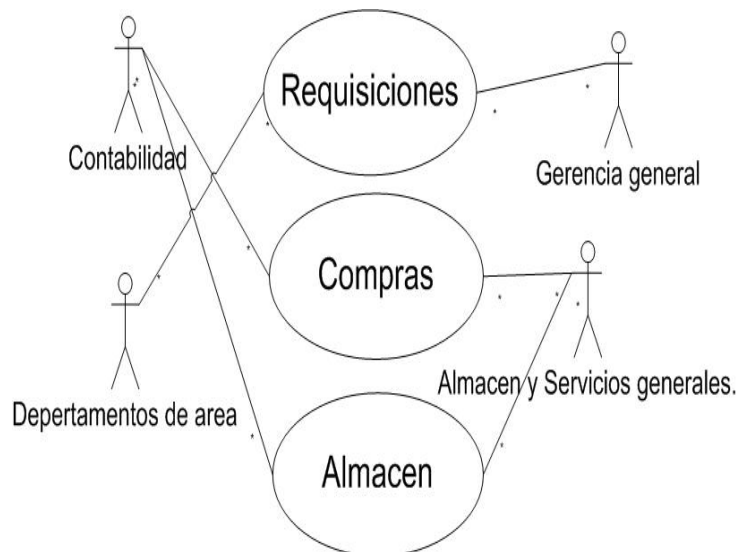 Requisiciones
Contabilidad
Gerencia general
Compras
Depertamentos de area
Almacen y Servicios generales.
Almacen